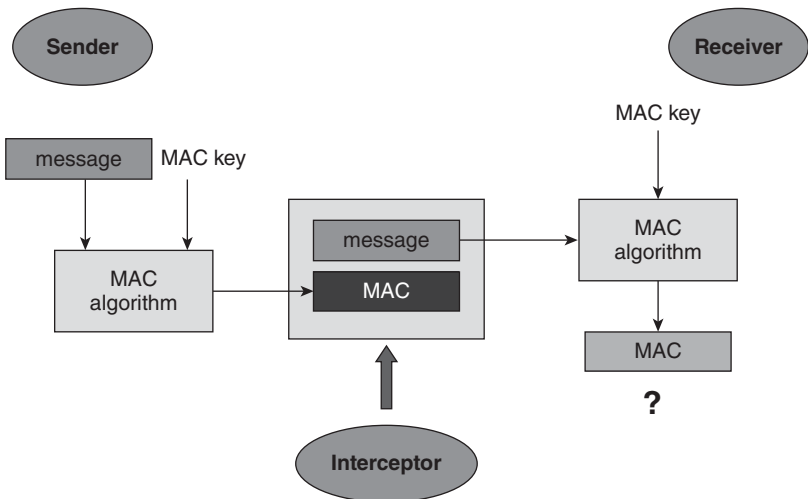 Sender
Receiver
MAC key
message
MAC key
message
MAC
algorithm
MAC
algorithm
MAC
MAC
?
Interceptor